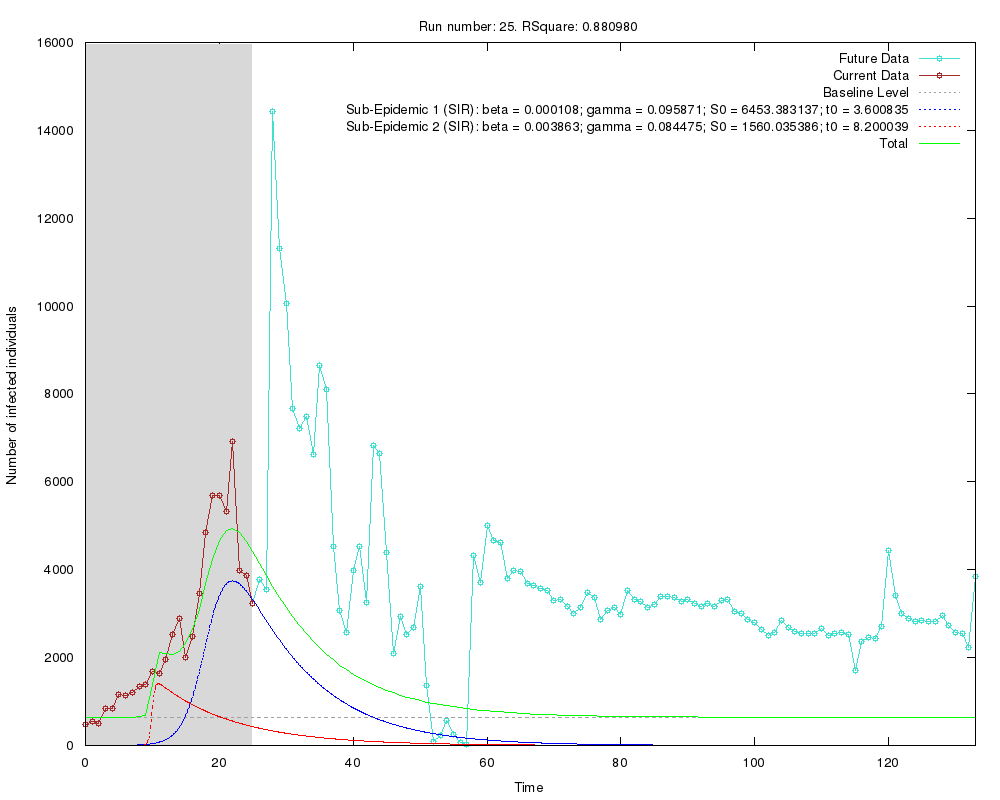 Run number: 25. RSquare: 0.880980
16000
14000
12000
10000
8000
6000
4000
2000
0
Number of infected individuals
Future Data
Current Data
Baseline Level
Sub-Epidemic 1 (SIR): beta = 0.000108; gamma = 0.095871; S0 = 6453.383137; t0 = 3.600835
Sub-Epidemic 2 (SIR): beta = 0.003863; gamma = 0.084475; S0 = 1560.035386; t0 = 8.200039
Total
0 20 40 60 80 100 120
Time